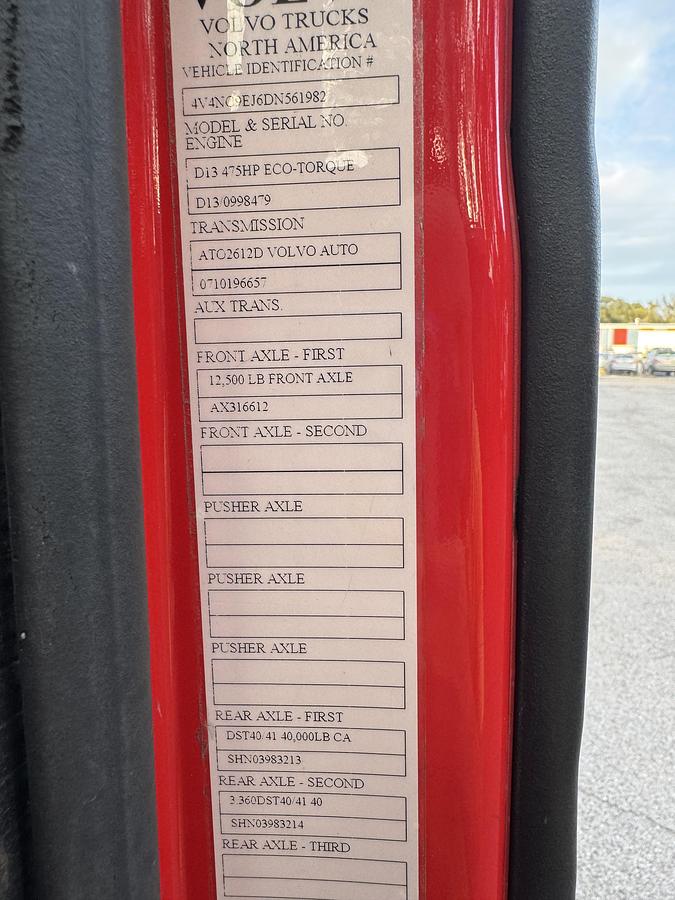 VOLVO TRUCKS
NORTH AMERICA
VEHICLE IDENTIFICATION #
4V4NC9EJ6DN561982
MODEL & SERIAL NO.
ENGINE
D13 475HP ECO-TORQUE
D13/0998479
TRANSMISSION
ATO2612D VOLVO AUTO
0710196657
AUX TRANS.
FRONT AXLE - FIRST
12,500 LB FRONT AXLE
AX316612
FRONT AXLE - SECOND
PUSHER AXLE
PUSHER AXLE
PUSHER AXLE
REAR AXLE - FIRST
DST40/41 40,000LB CA
SHN03983213
REAR AXLE - SECOND
3.360DST40/41 40
SHN03983214
REAR AXLE - THIRD